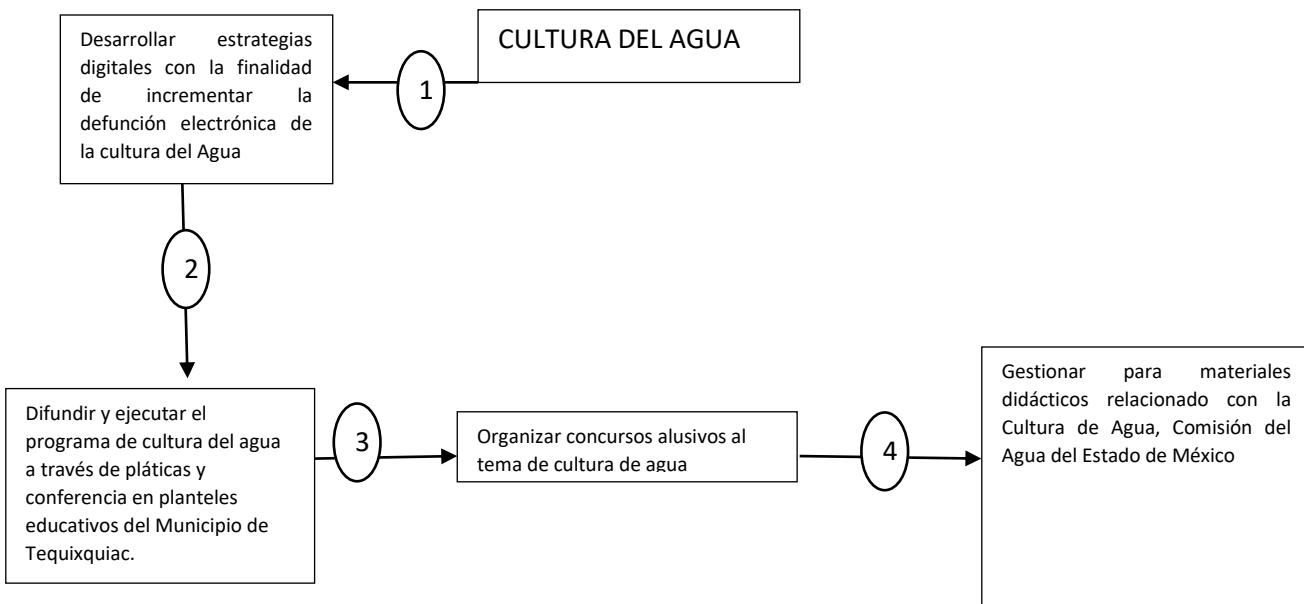 CULTURA DEL AGUA
1
Desarrollar estrategias
digitales con la finalidad
de incrementar la
defunción electrónica de
la cultura del Agua
2
Difundir y ejecutar el
programa de cultura del agua
a través de pláticas y
conferencia en planteles
educativos del Municipio de
Tequixquiac.
3
Organizar concursos alusivos al
tema de cultura de agua
4
Gestionar para materiales
didácticos relacionado con la
Cultura de Agua, Comisión del
Agua del Estado de México